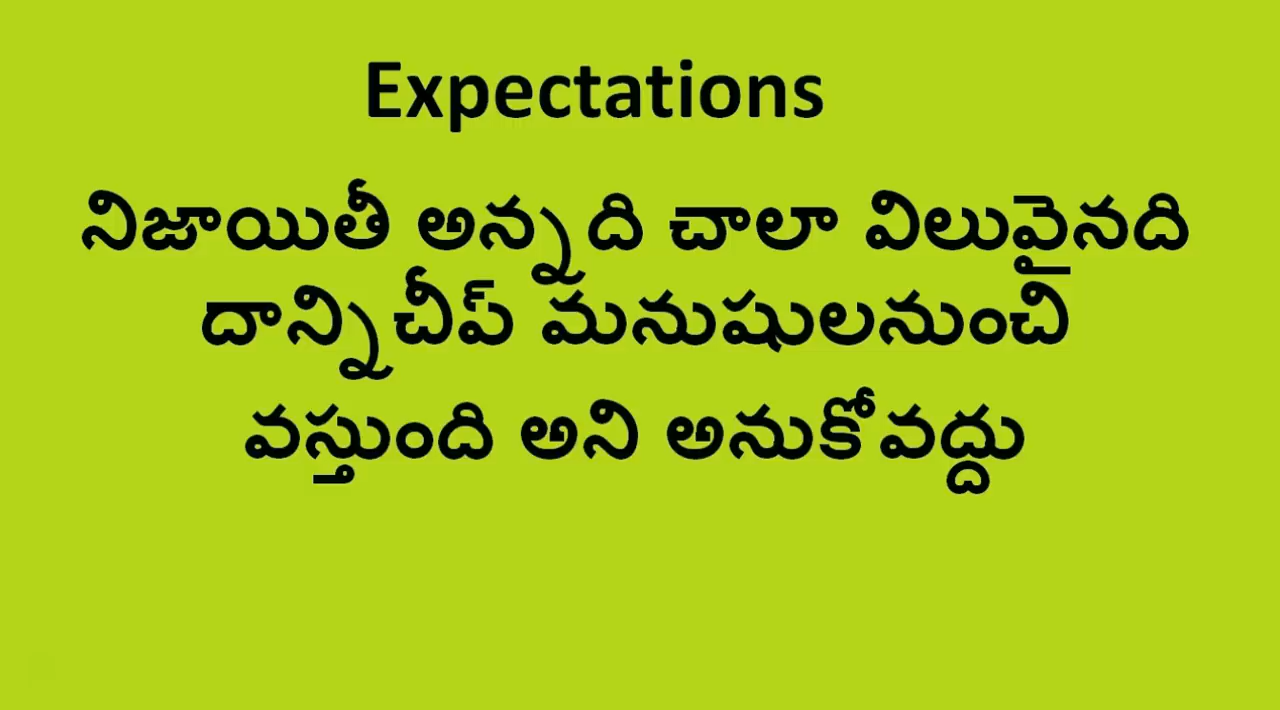 Expectations
నిజాయితీ అన్నది చాలా విలువైనది
దాన్నిచీప్ మనుషులనుంచి
వస్తుంది అని అనుకోవద్దు